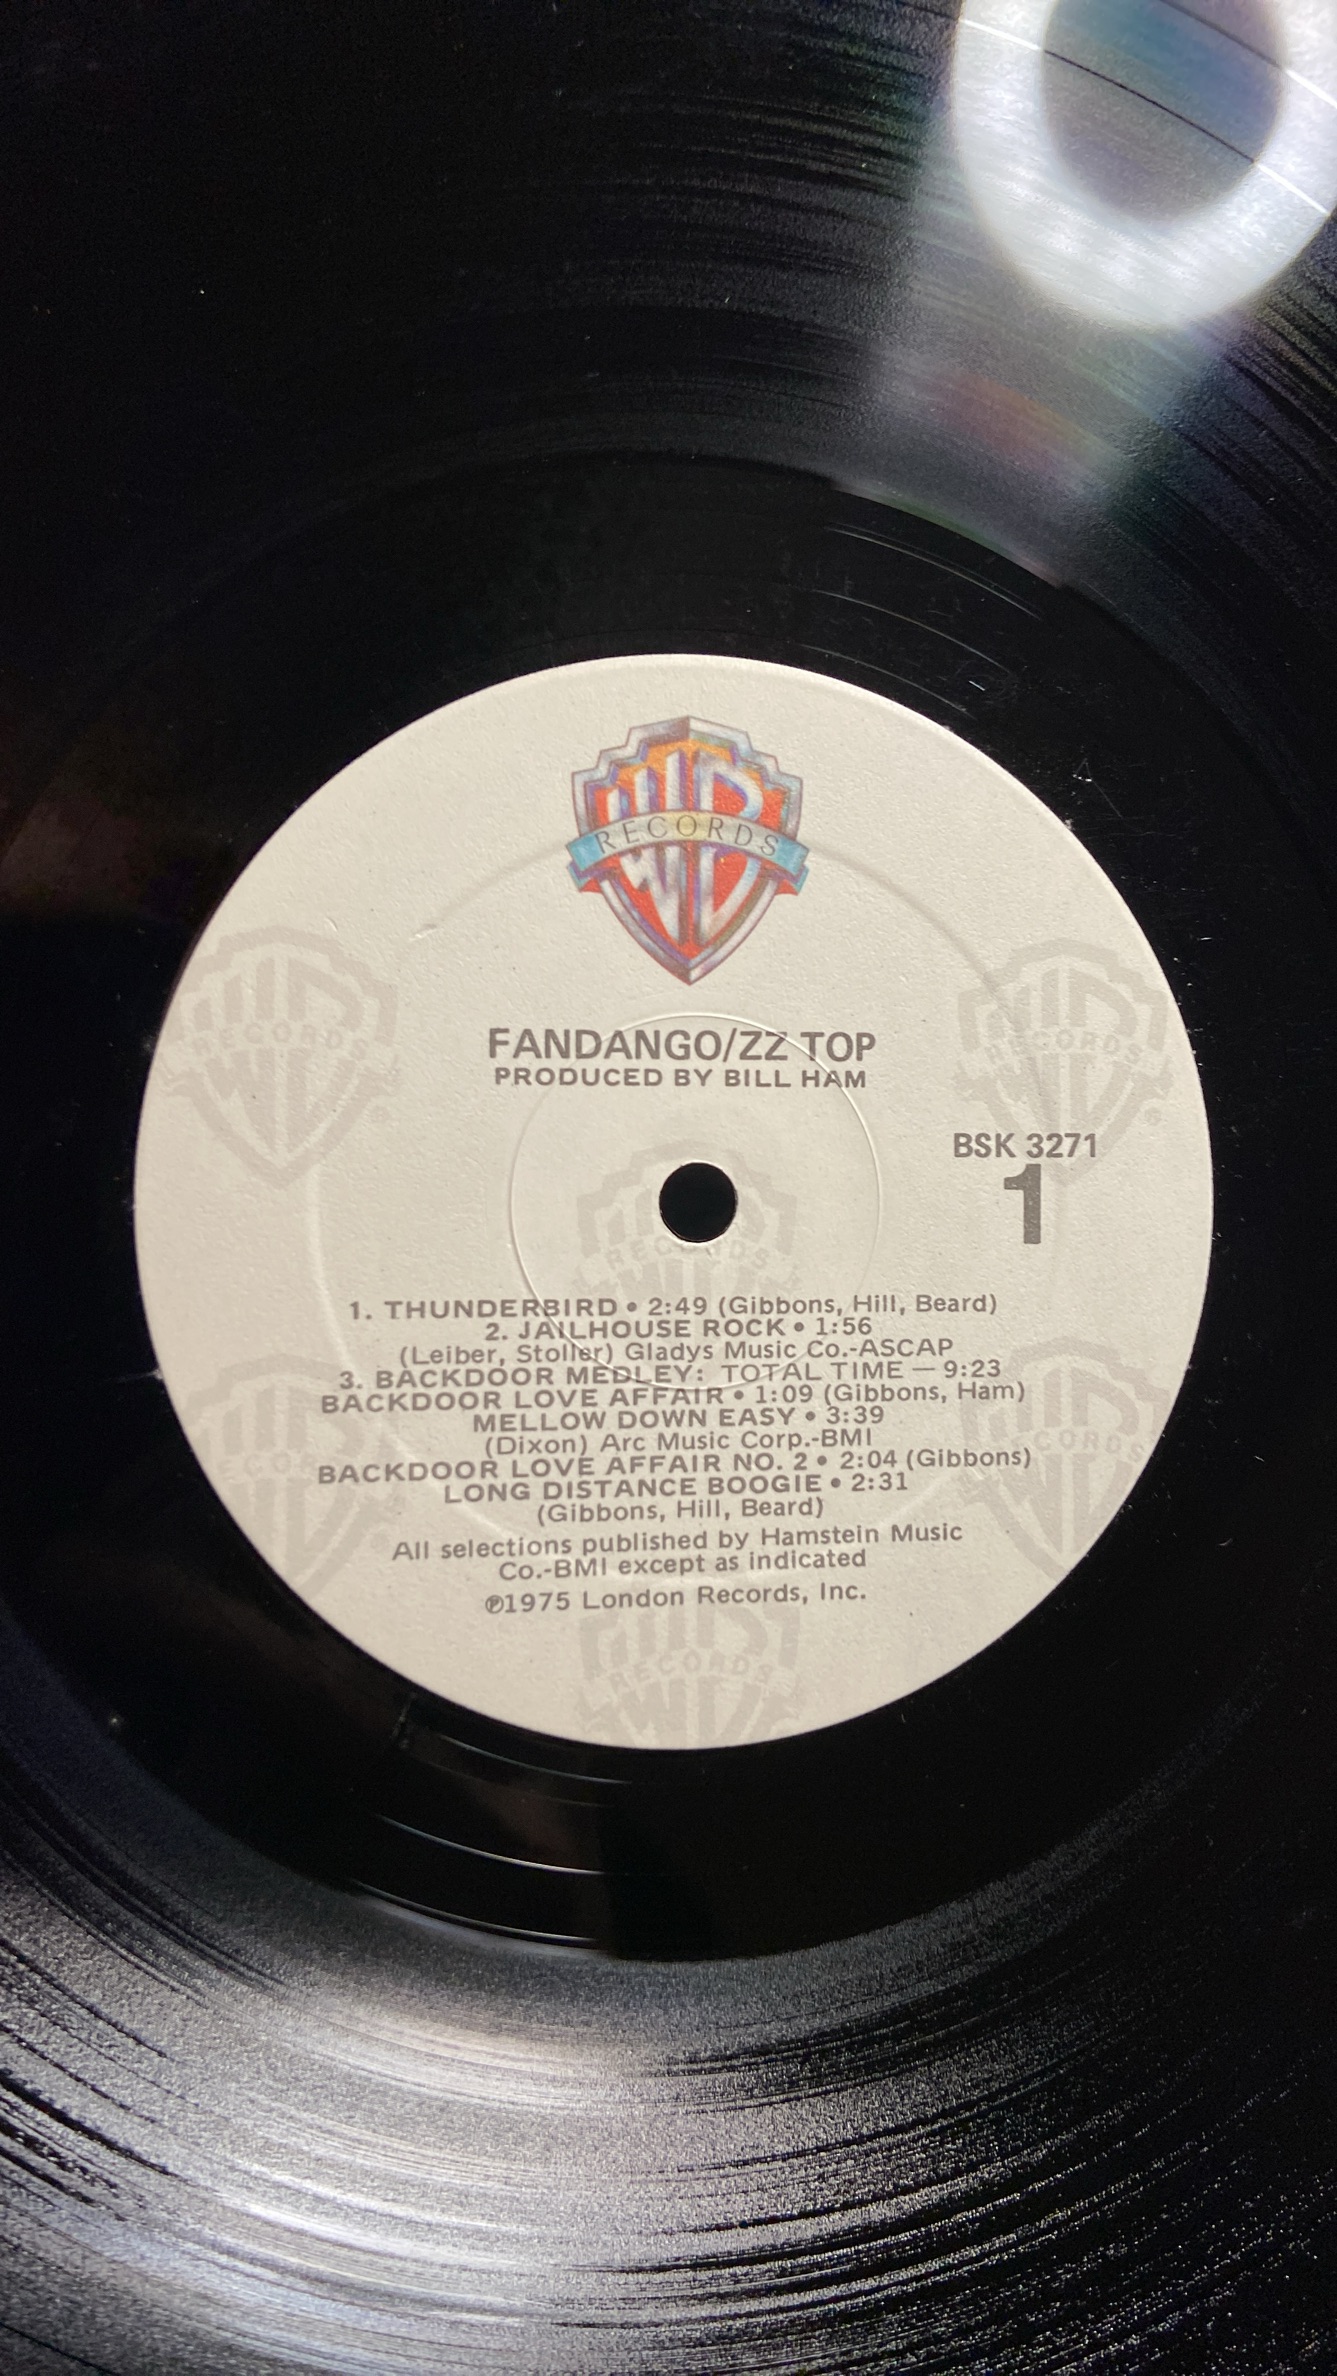 WB
RECORDS
FANDANGO/ZZ TOP
PRODUCED BY BILL HAM
BSK 3271
1
1. THUNDERBIRD • 2:49 (Gibbons, Hill, Beard)
2. JAILHOUSE ROCK • 1:56
(Leiber, Stoller) Gladys Music Co.-ASCAP
3. BACKDOOR MEDLEY: TOTAL TIME — 9:23
BACKDOOR LOVE AFFAIR • 1:09 (Gibbons, Ham)
MELLOW DOWN EASY • 3:39
(Dixon) Arc Music Corp.-BMI
BACKDOOR LOVE AFFAIR NO. 2 • 2:04 (Gibbons)
LONG DISTANCE BOOGIE • 2:31
(Gibbons, Hill, Beard)
All selections published by Hamstein Music
Co.-BMI except as indicated
℗1975 London Records, Inc.